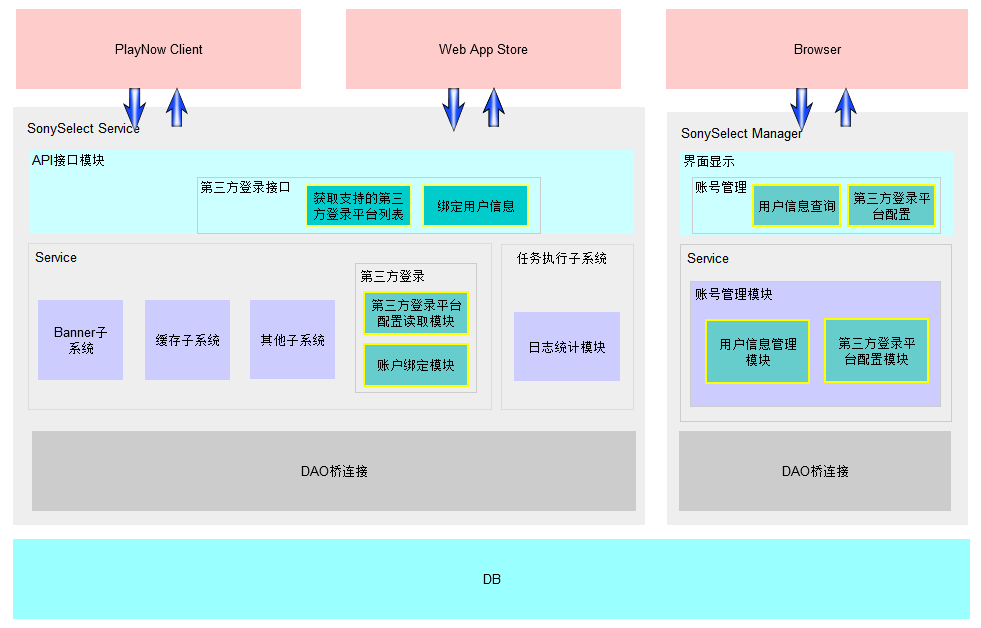 PlayNow Client
Web App Store
Browser
SonySelect Service
API接口模块
第三方登录接口
获取支持的第三
方登录平台列表
绑定用户信息
Service
Banner子
系统
缓存子系统
其他子系统
第三方登录
第三方登录平台
配置读取模块
账户绑定模块
任务执行子系统
日志统计模块
DAO桥连接
SonySelect Manager
界面显示
账号管理
用户信息查询
第三方登录平
台配置
Service
账号管理模块
用户信息管理
模块
第三方登录平
台配置模块
DAO桥连接
DB